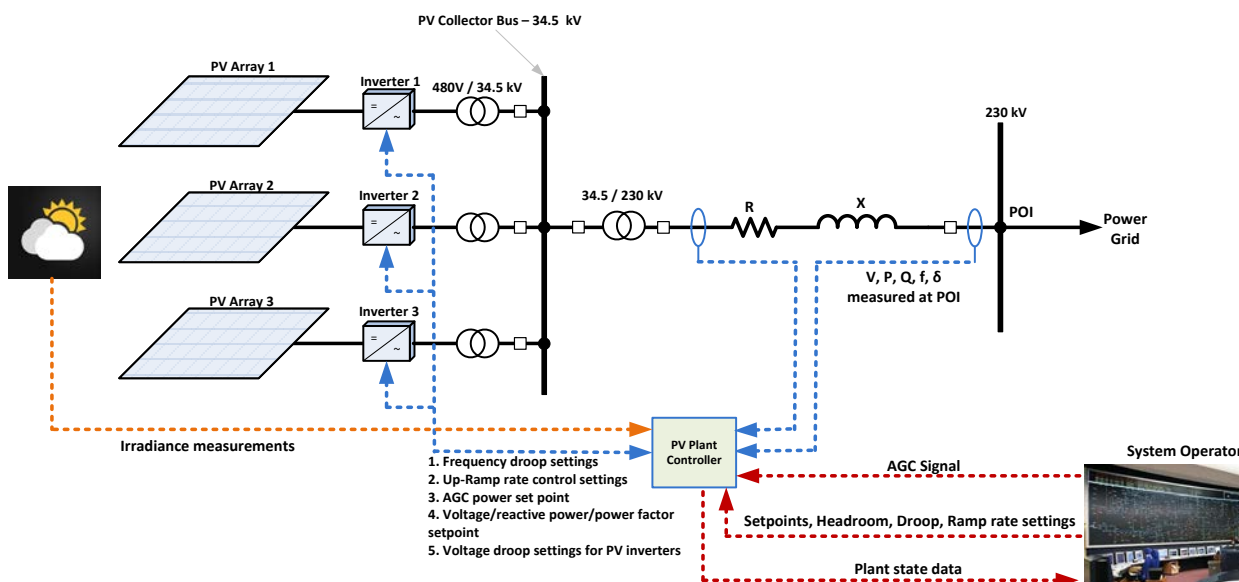 PV Collector Bus – 34.5  kV
PV Array 1
Inverter 1
480V / 34.5 kV
=
~
230 kV
PV Array 2
Inverter 2
=
~
34.5 / 230 kV
R
X
POI
Power
Grid
V, P, Q, f, δ
measured at POI
PV Array 3
Inverter 3
=
~
Irradiance measurements
PV Plant
Controller
System Operator
1. Frequency droop settings
2. Up-Ramp rate control settings
3. AGC power set point
4. Voltage/reactive power/power factor
setpoint
5. Voltage droop settings for PV inverters
AGC Signal
Setpoints, Headroom, Droop, Ramp rate settings
Plant state data